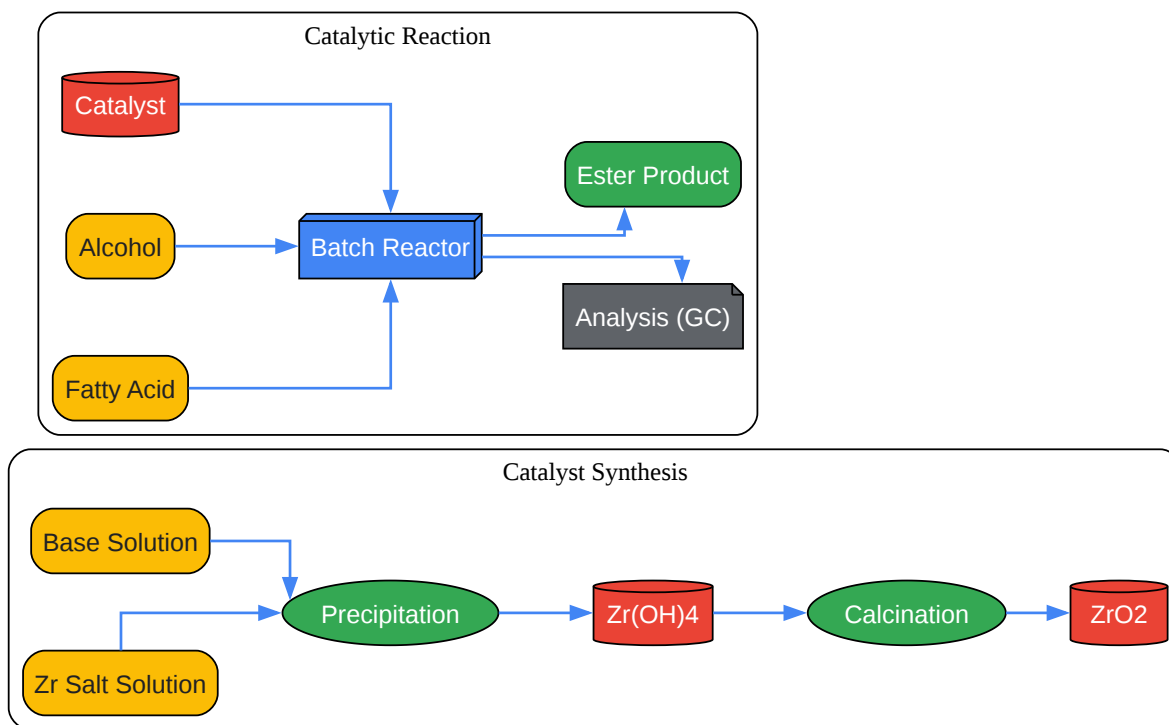 Catalytic Reaction
Catalyst
Ester Product
Alcohol
Batch Reactor
Analysis (GC)
Fatty Acid
Catalyst Synthesis
Base Solution
Precipitation
Zr(OH)4
Calcination
ZrO2
Zr Salt Solution